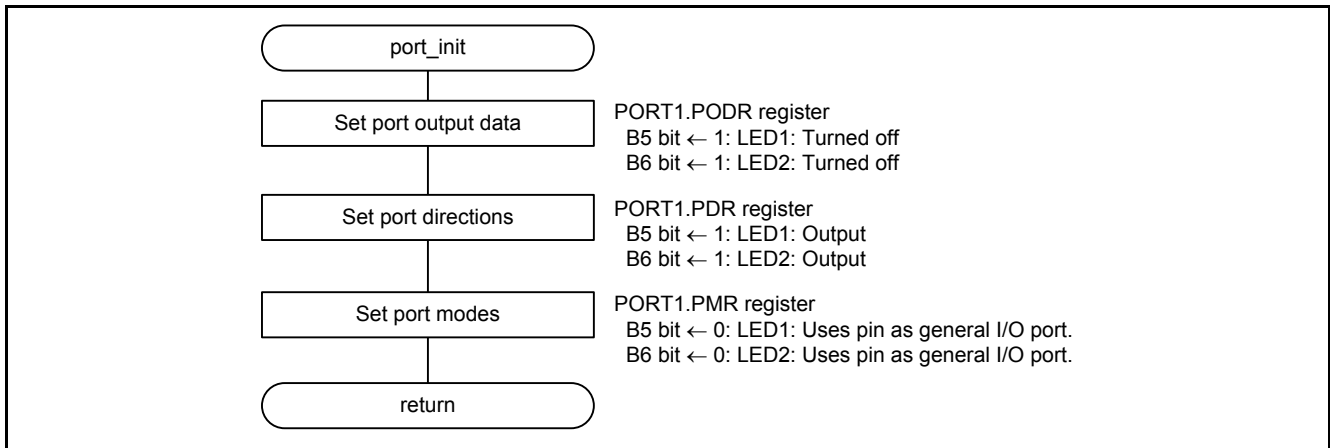 port_init
Set port output data
PORT1.PODR register
B5 bit ← 1: LED1: Turned off
B6 bit ← 1: LED2: Turned off
Set port directions
PORT1.PDR register
B5 bit ← 1: LED1: Output
B6 bit ← 1: LED2: Output
Set port modes
PORT1.PMR register
B5 bit ← 0: LED1: Uses pin as general I/O port.
B6 bit ← 0: LED2: Uses pin as general I/O port.
return